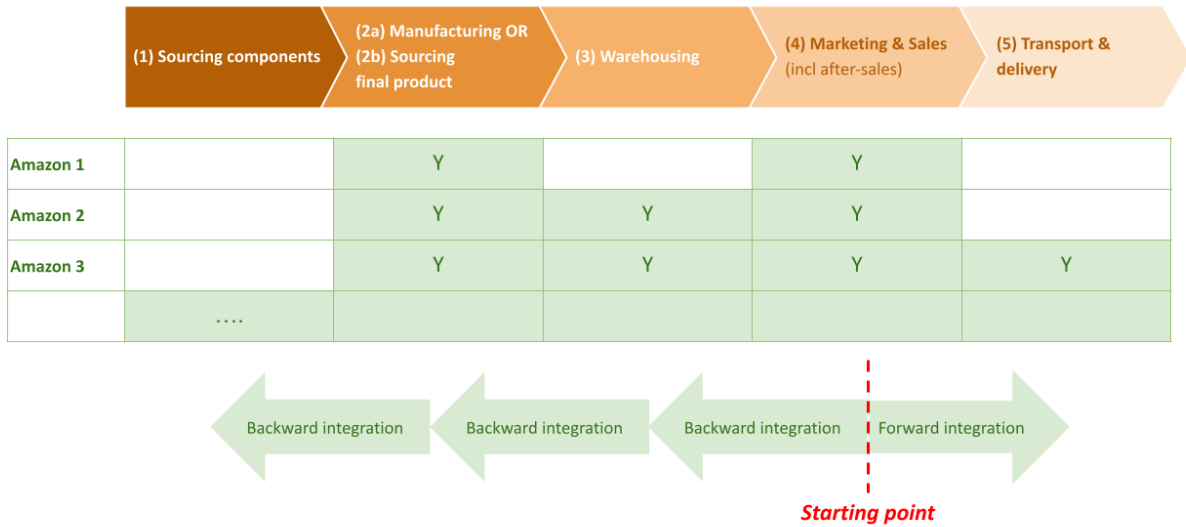 (1) Sourcing components
(2a) Manufacturing OR
(2b) Sourcing
final product
(3) Warehousing
(4) Marketing & Sales
(incl after-sales)
(5) Transport &
delivery
Amazon 1
Y
Y
Amazon 2
Y
Y
Y
Amazon 3
Y
Y
Y
Y
....
Backward integration
Backward integration
Backward integration
Forward integration
Starting point